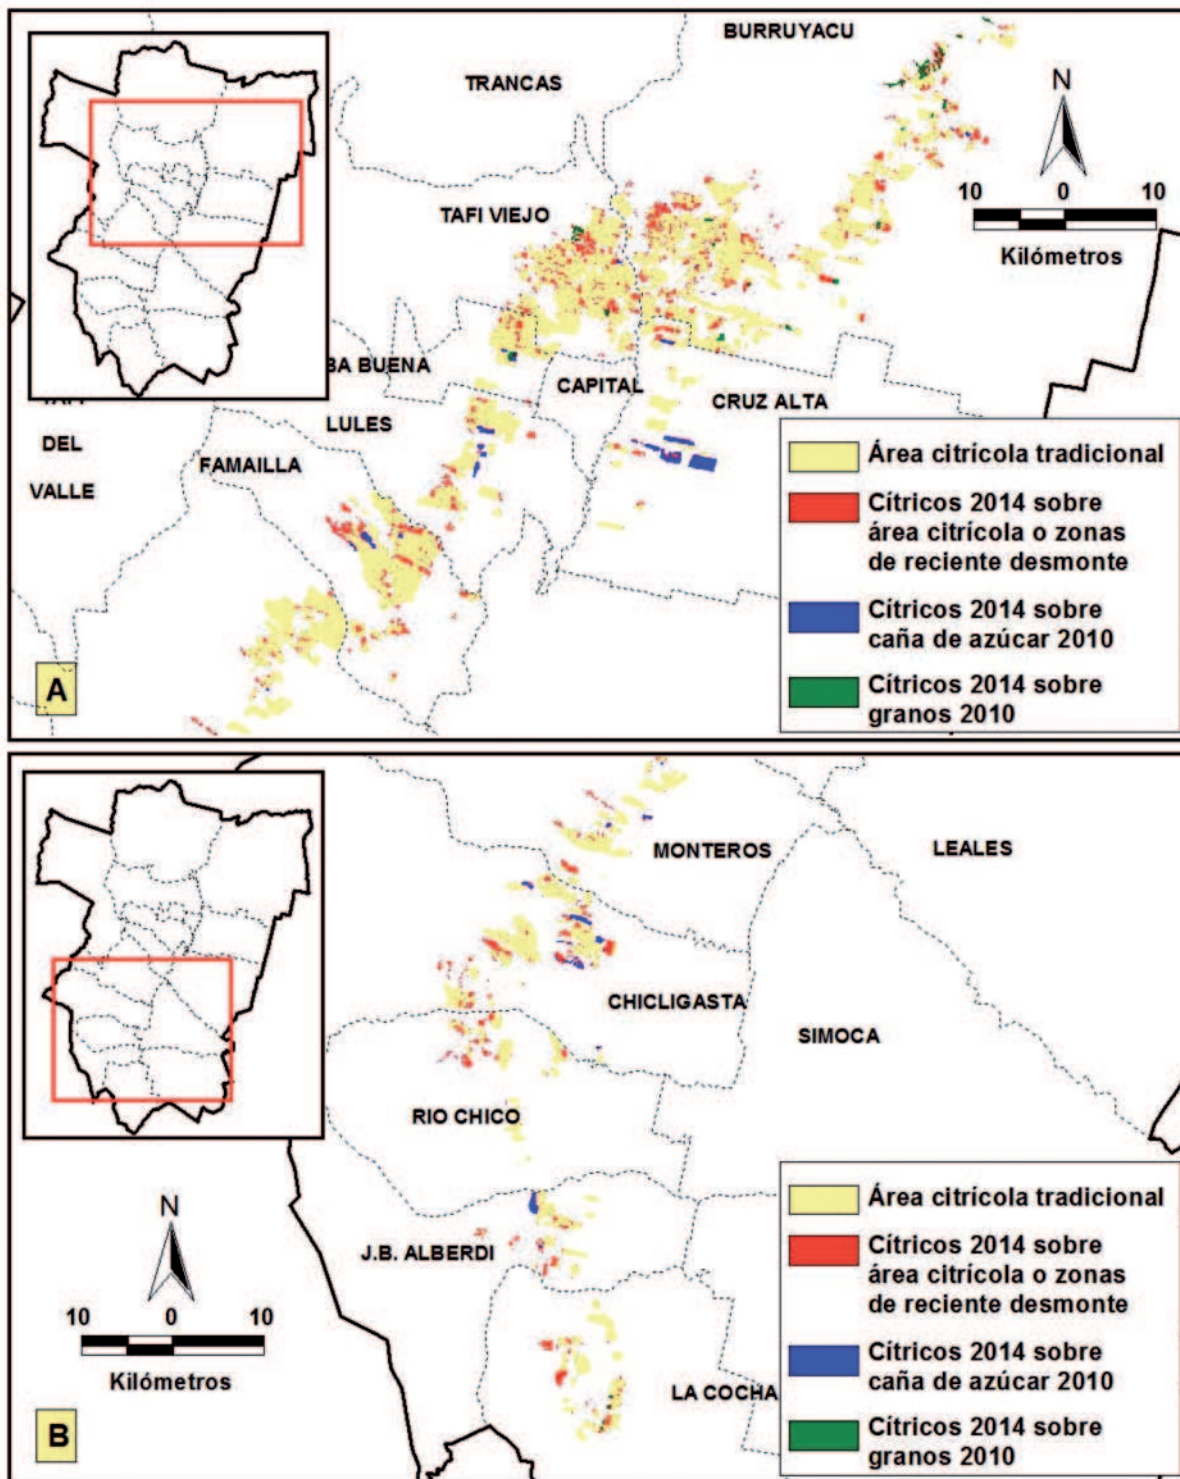 BURRUYACU
TRANCAS
N
TAFI VIEJO
10 0 10
Kilómetros
BA BUENA
CAPITAL
CRUZ ALTA
LULES
DEL
FAMAILLA
VALLE
Área citrícola tradicional
Cítricos 2014 sobre
área citrícola o zonas
de reciente desmonte
Cítricos 2014 sobre
caña de azúcar 2010
Cítricos 2014 sobre
granos 2010
A
MONTEROS
LEALES
CHICLIGASTA
SIMOCA
RIO CHICO
N
J.B. ALBERDI
10 0 10
Kilómetros
LA COCHA
Área citrícola tradicional
Cítricos 2014 sobre
área citrícola o zonas
de reciente desmonte
Cítricos 2014 sobre
caña de azúcar 2010
Cítricos 2014 sobre
granos 2010
B